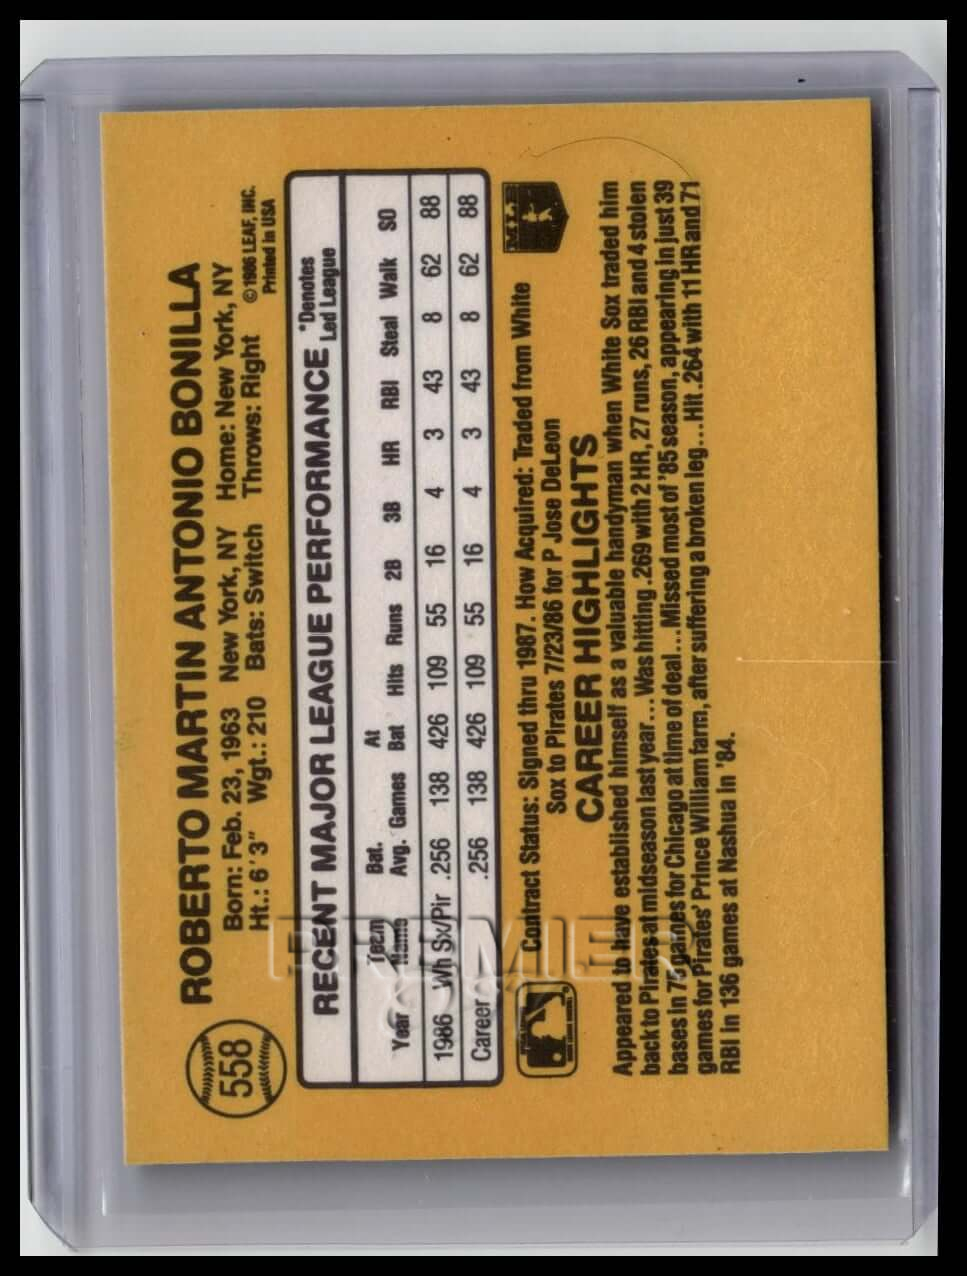 558
ROBERTO MARTIN ANTONIO BONILLA
Born: Feb. 23, 1963 New York, NY Home: New York, NY
Ht.: 6'3" Wgt.: 210 Bats: Switch Throws: Right
©1986 LEAF, INC.
Printed in USA
RECENT MAJOR LEAGUE PERFORMANCE
*Denotes
Led League
Year Team Name Bat. Avg. Games At Bat Hits Runs 2B 3B HR RBI Steal Walk SO
1986 Wh Sx/Pir .256 138 426 109 55 16 4 3 43 8 62 88
Career .256 138 426 109 55 16 4 3 43 8 62 88
Contract Status: Signed thru 1987. How Acquired: Traded from White
Sox to Pirates 7/23/86 for P Jose DeLeon
CAREER HIGHLIGHTS
Appeared to have established himself as a valuable handyman when White Sox traded him
back to Pirates at midseason last year...Was hitting .269 with 2 HR, 27 runs, 26 RBI and 4 stolen
bases in 75 games for Chicago at time of deal...Missed most of '85 season, appearing in just 39
games for Pirates' Prince William farm, after suffering a broken leg...Hit .264 with 11 HR and 71
RBI in 136 games at Nashua in '84.
PREMIER